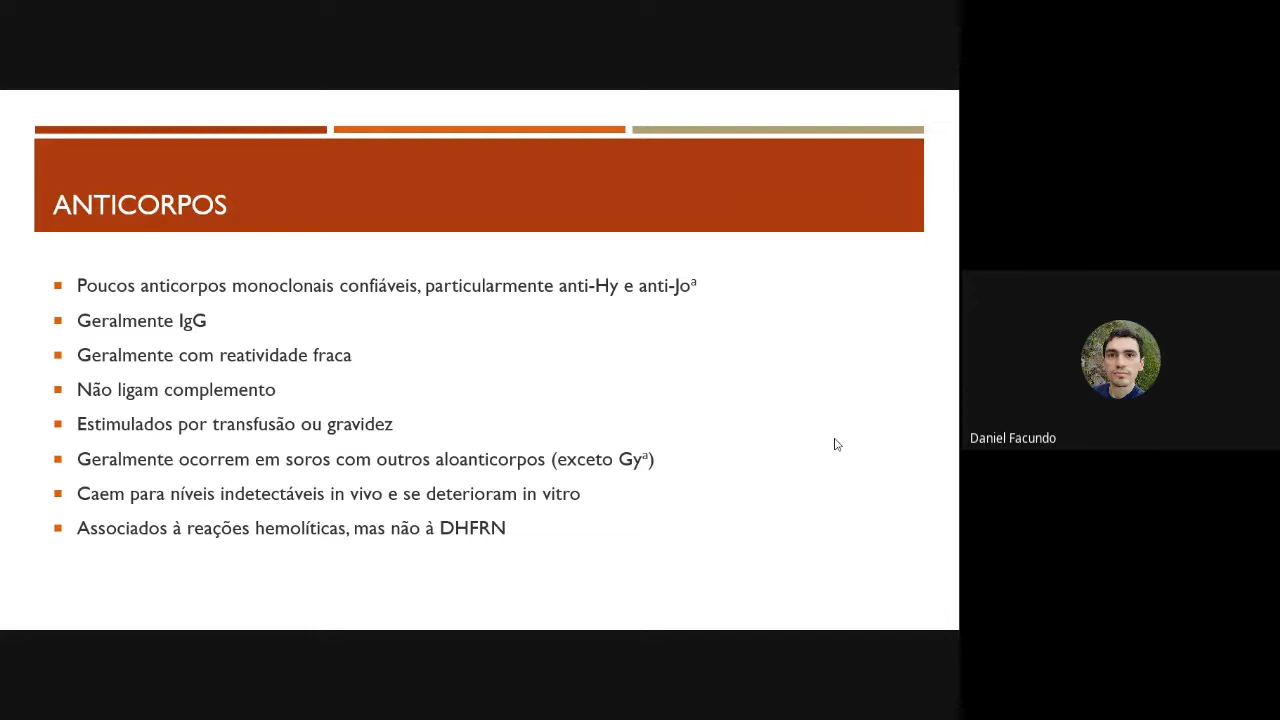 ANTICORPOS
Poucos anticorpos monoclonais confiáveis, particularmente anti-Hy e anti-Joᵃ
Geralmente IgG
Geralmente com reatividade fraca
Não ligam complemento
Estimulados por transfusão ou gravidez
Geralmente ocorrem em soros com outros aloanticorpos (exceto Gyᵃ)
Caem para níveis indetectáveis in vivo e se deterioram in vitro
Associados à reações hemolíticas, mas não à DHFRN
Daniel Facundo